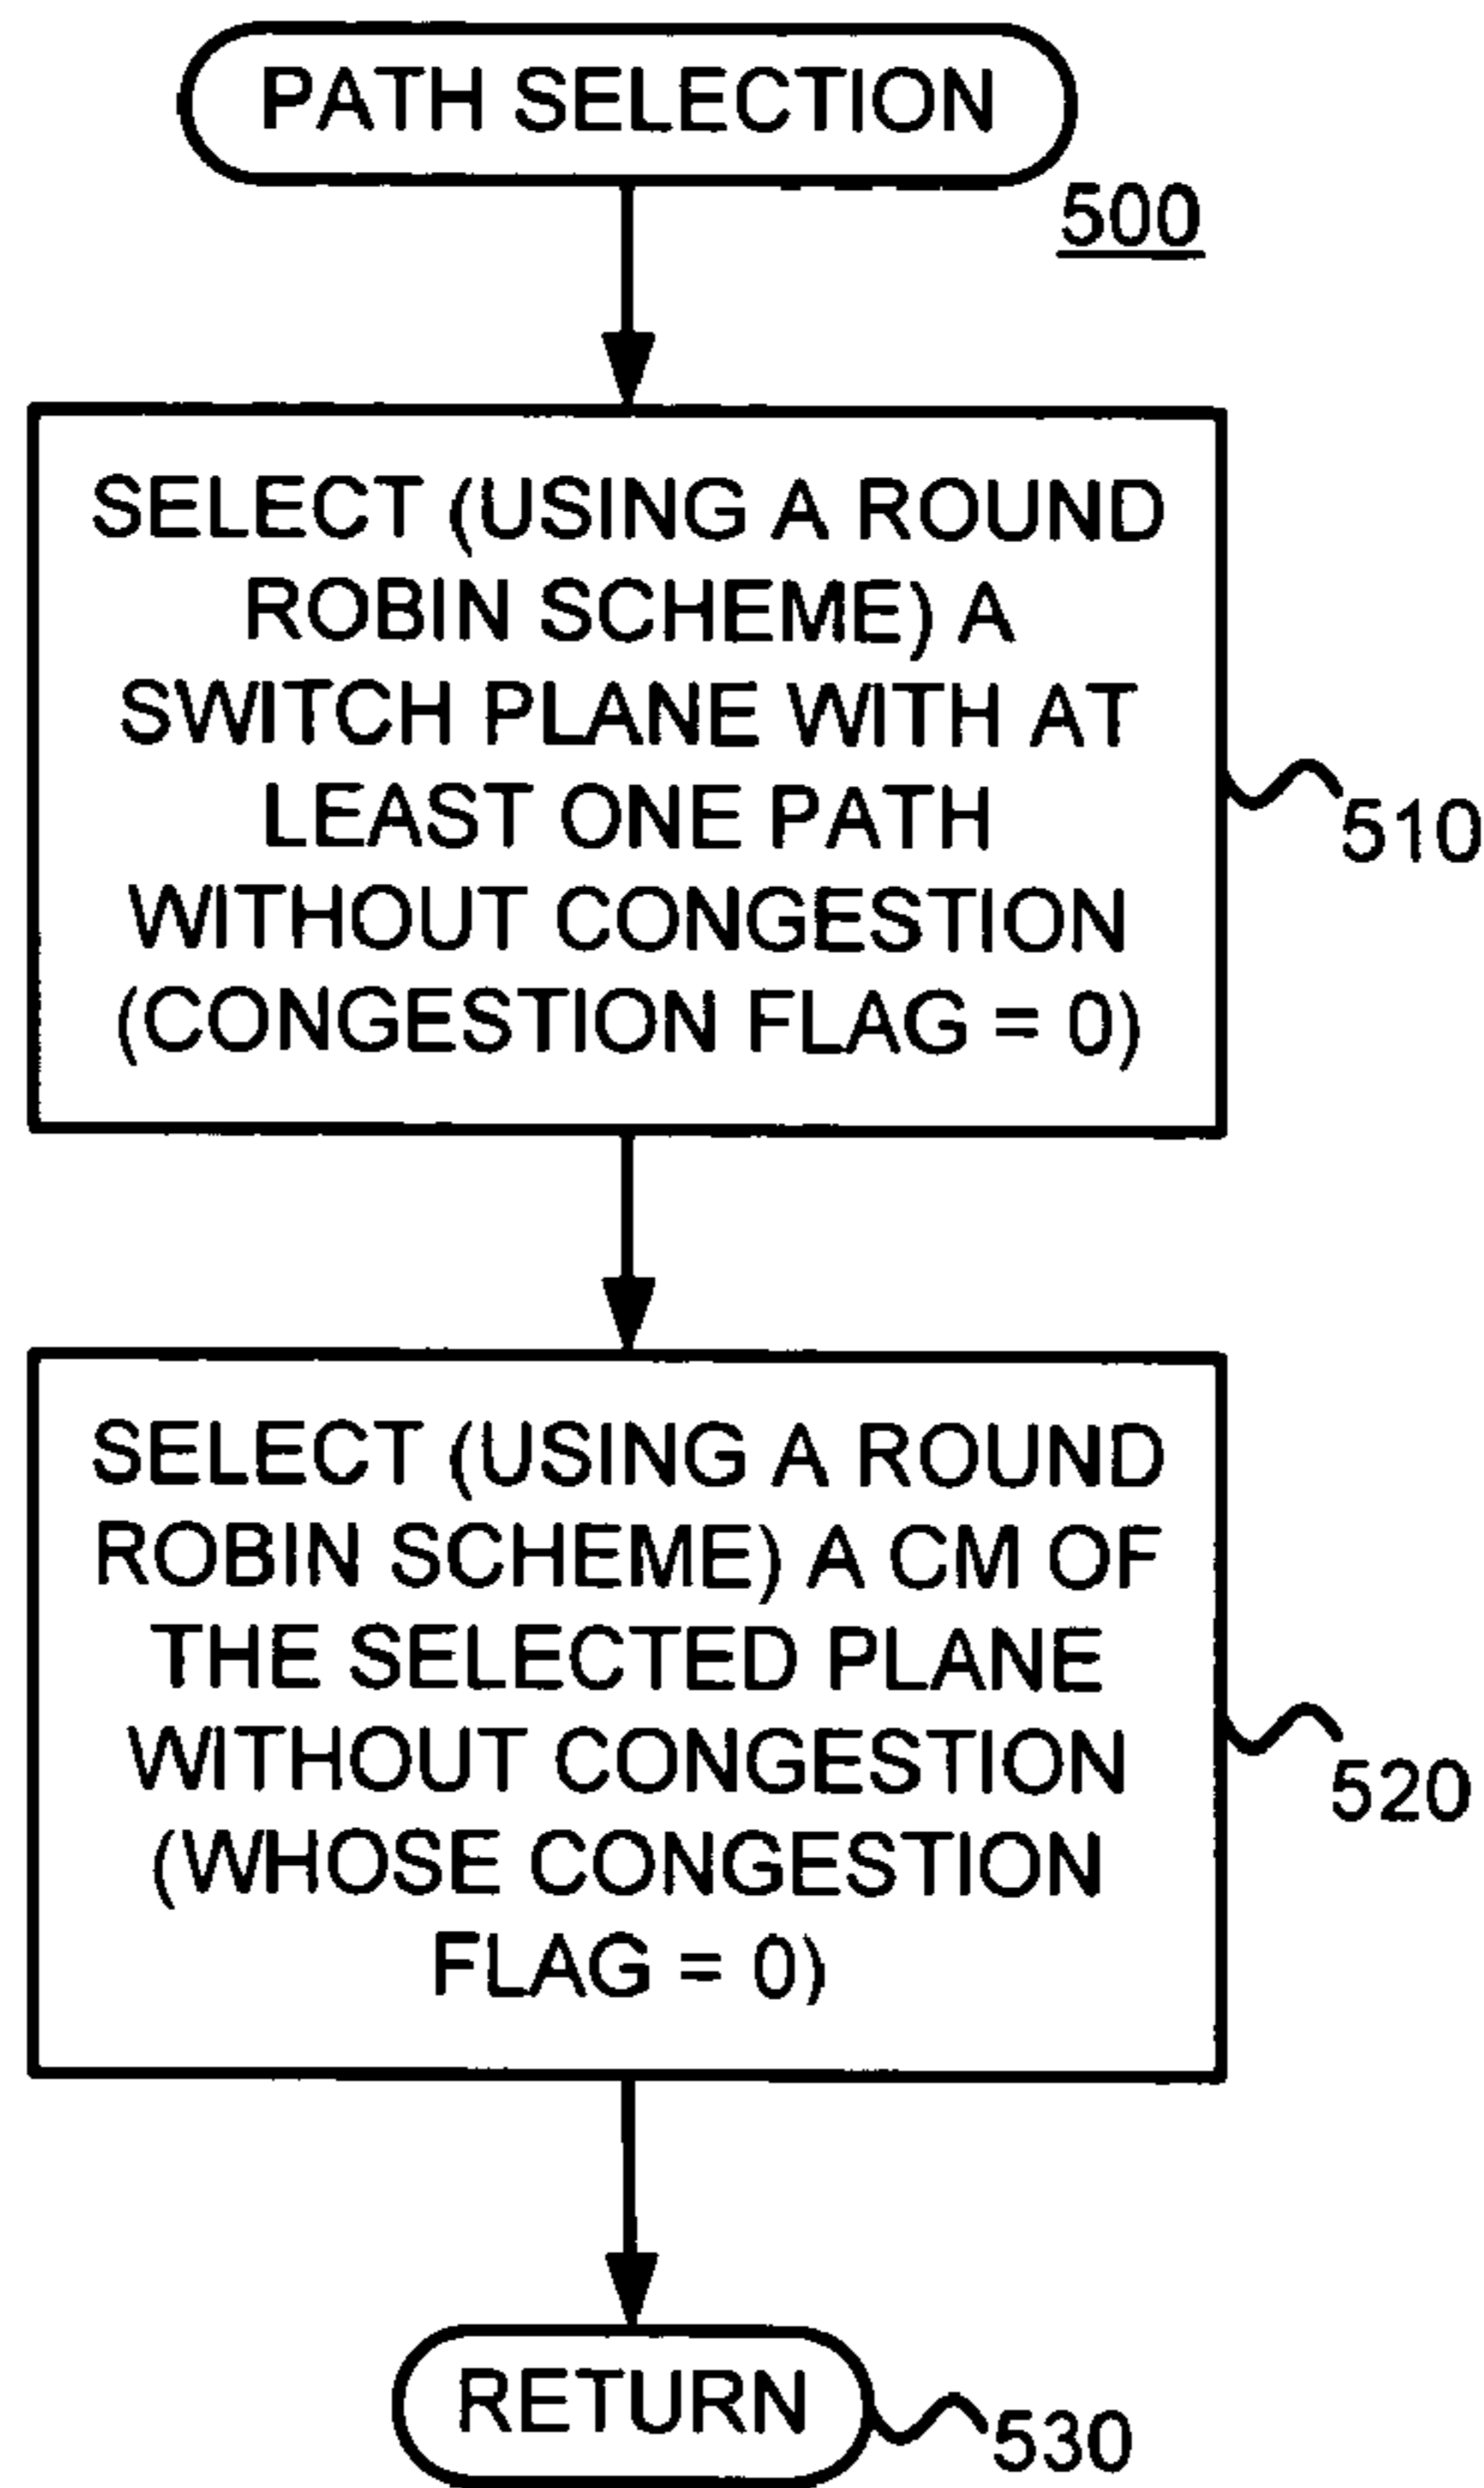 PATH SELECTION
500
SELECT (USING A ROUND
ROBIN SCHEME) A
SWITCH PLANE WITH AT
LEAST ONE PATH
WITHOUT CONGESTION
(CONGESTION FLAG = 0)
510
SELECT (USING A ROUND
ROBIN SCHEME) A CM OF
THE SELECTED PLANE
WITHOUT CONGESTION
(WHOSE CONGESTION
FLAG = 0)
520
RETURN
530